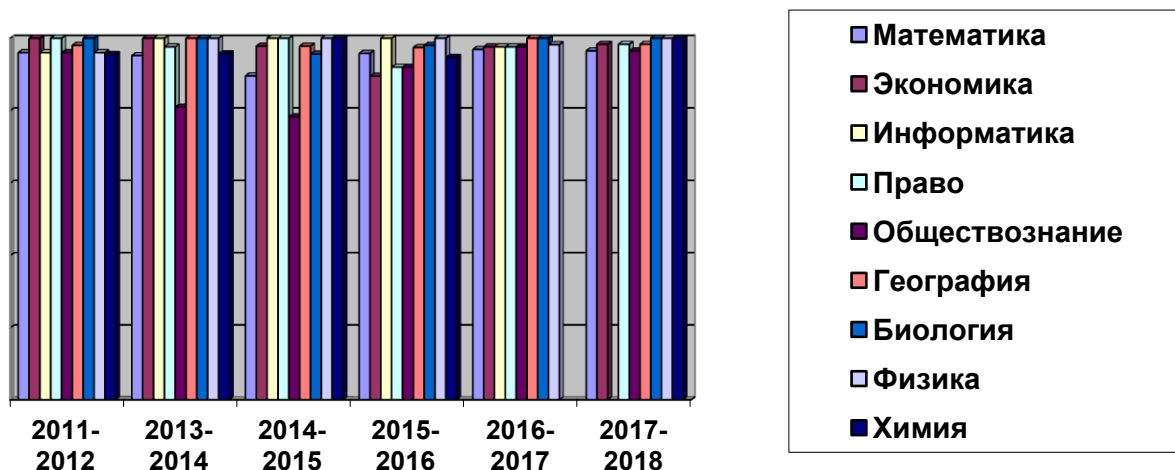 Математика
Экономика
Информатика
Право
Обществознание
География
Биология
Физика
Химия
2011-
2012
2013-
2014
2014-
2015
2015-
2016
2016-
2017
2017-
2018